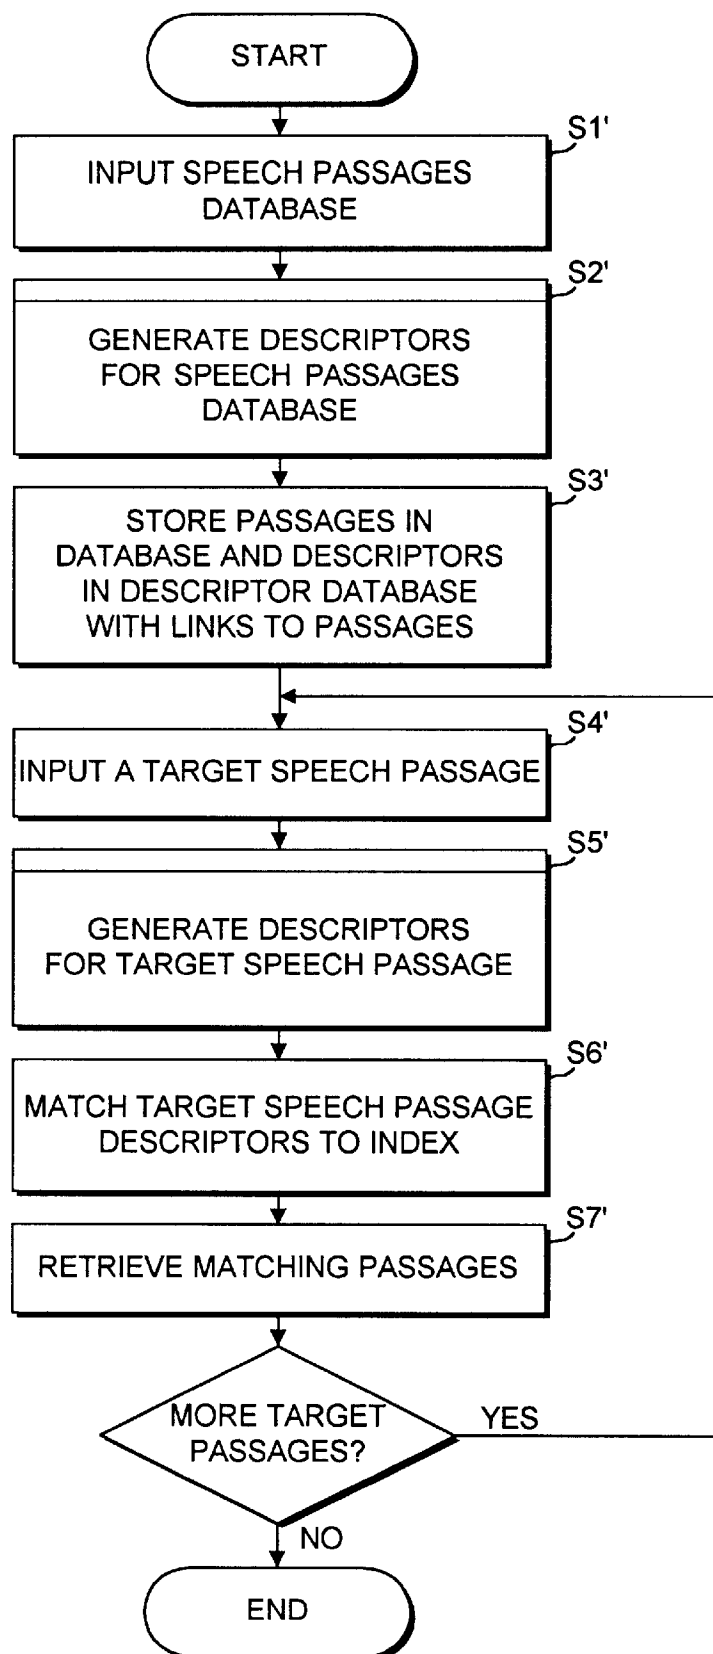 START
S1'
INPUT SPEECH PASSAGES
DATABASE
S2'
GENERATE DESCRIPTORS
FOR SPEECH PASSAGES
DATABASE
S3'
STORE PASSAGES IN
DATABASE AND DESCRIPTORS
IN DESCRIPTOR DATABASE
WITH LINKS TO PASSAGES
S4'
INPUT A TARGET SPEECH PASSAGE
S5'
GENERATE DESCRIPTORS
FOR TARGET SPEECH PASSAGE
S6'
MATCH TARGET SPEECH PASSAGE
DESCRIPTORS TO INDEX
S7'
RETRIEVE MATCHING PASSAGES
MORE TARGET
PASSAGES?
YES
NO
END